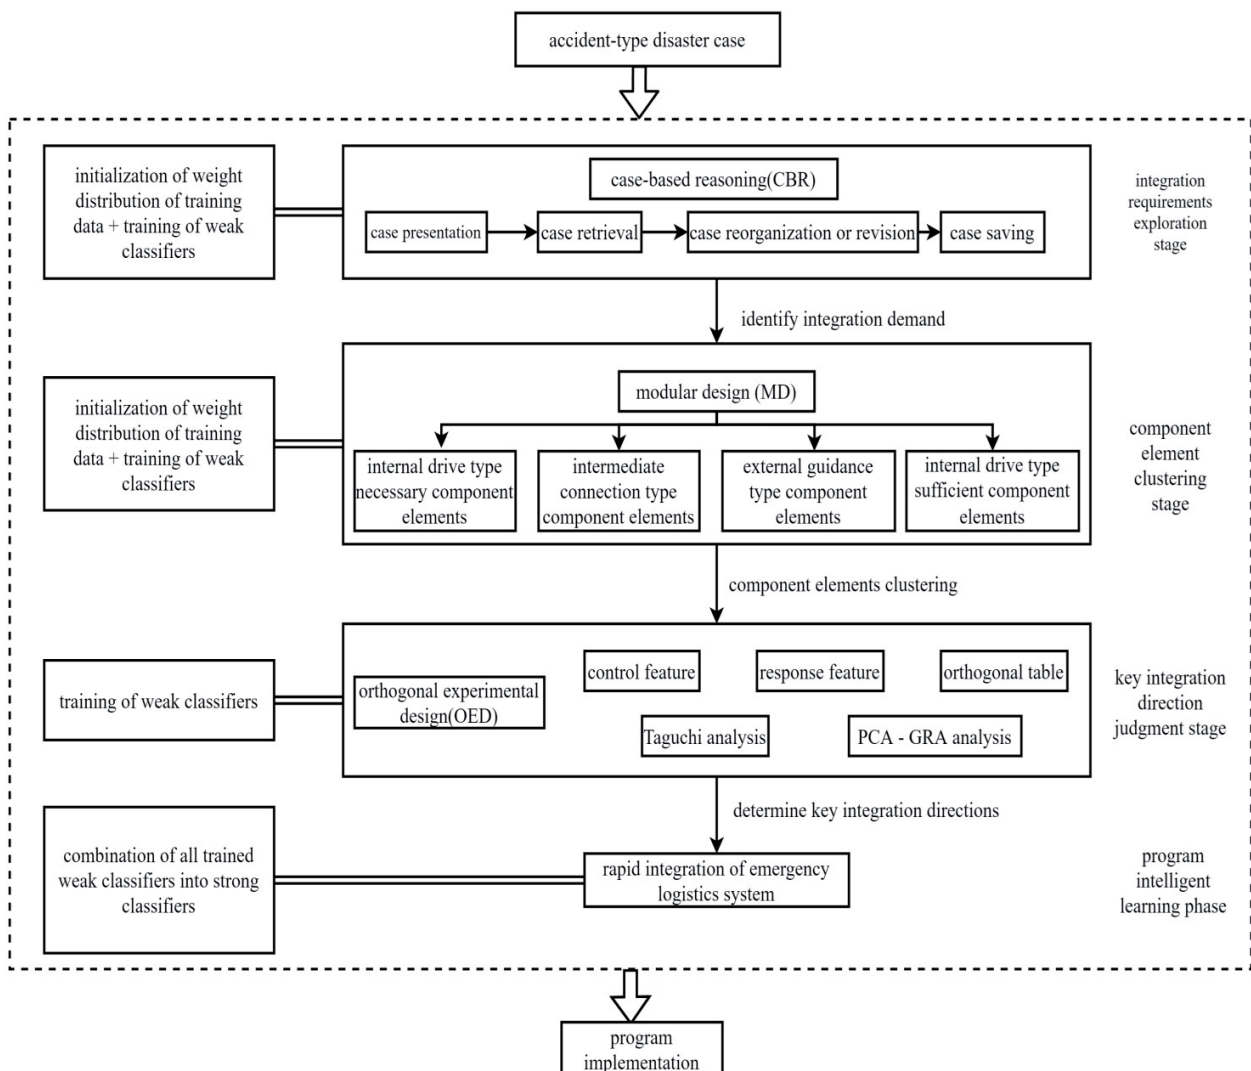 accident-type disaster case
initialization of weight
distribution of training
data + training of weak
classifiers
case-based reasoning(CBR)
case presentation
case retrieval
case reorganization or revision
case saving
integration
requirements
exploration
stage
identify integration demand
initialization of weight
distribution of training
data + training of weak
classifiers
modular design (MD)
internal drive type
necessary component
elements
intermediate
connection type
component elements
external guidance
type component
elements
internal drive type
sufficient component
elements
component
element
clustering
stage
component elements clustering
training of weak classifiers
orthogonal experimental
design(OED)
control feature
response feature
orthogonal table
Taguchi analysis
PCA - GRA analysis
key integration
direction
judgment stage
determine key integration directions
combination of all trained
weak classifiers into strong
classifiers
rapid integration of emergency
logistics system
program
intelligent
learning phase
program
implementation